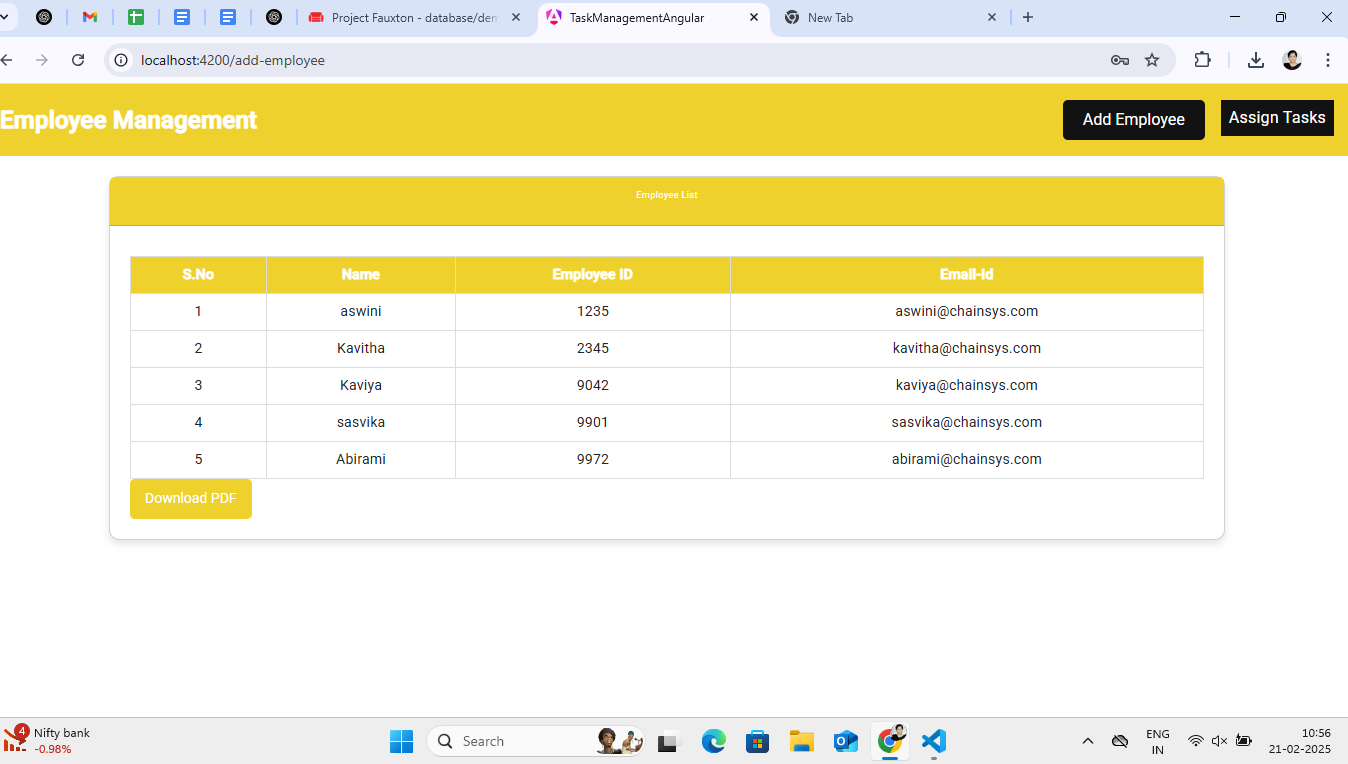 Project Fauxton - database/dem
TaskManagementAngular
New Tab
localhost:4200/add-employee
Employee Management
Add Employee
Assign Tasks
Employee List
S.No Name Employee ID Email-Id
1 aswini 1235 aswini@chainsys.com
2 Kavitha 2345 kavitha@chainsys.com
3 Kaviya 9042 kaviya@chainsys.com
4 sasvika 9901 sasvika@chainsys.com
5 Abirami 9972 abirami@chainsys.com
Download PDF
4
Nifty bank
-0.98%
Search
ENG
IN
10:56
21-02-2025